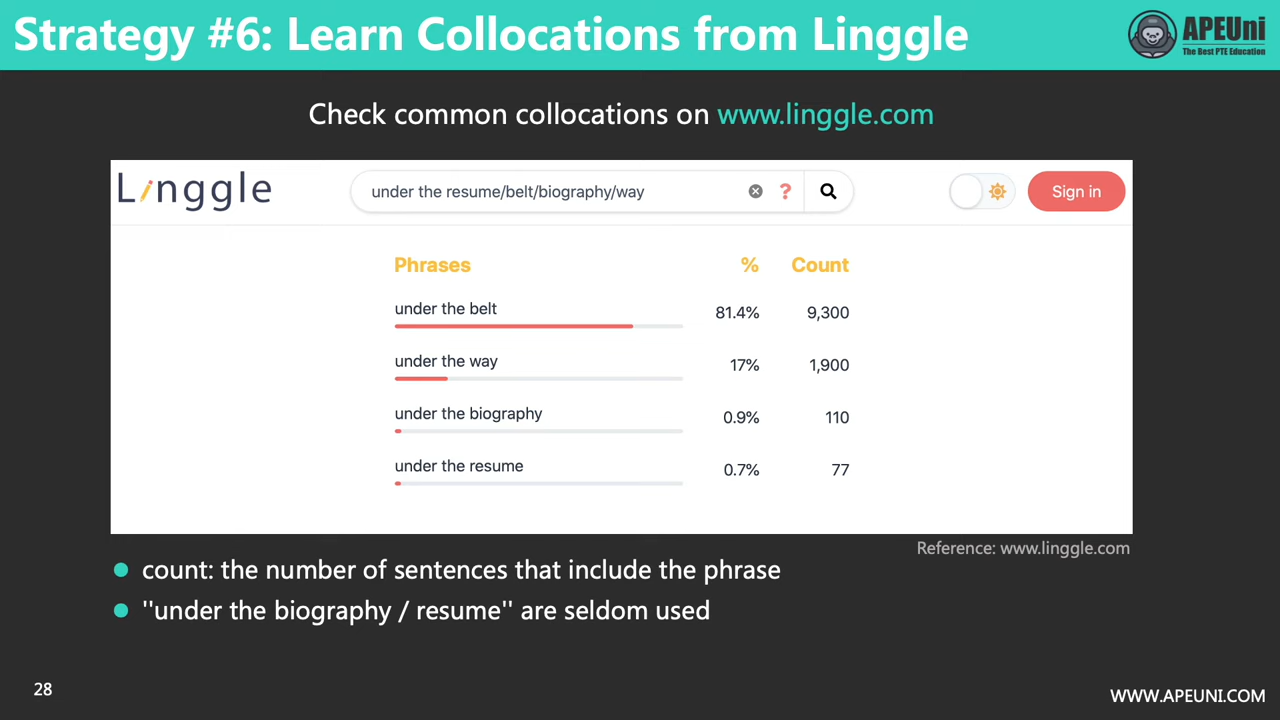 Strategy #6: Learn Collocations from Linggle
APEUni
The Best PTE Education
Check common collocations on www.linggle.com
Linggle
under the resume/belt/biography/way
?
Sign in
Phrases % Count
under the belt 81.4% 9,300
under the way 17% 1,900
under the biography 0.9% 110
under the resume 0.7% 77
Reference: www.linggle.com
count: the number of sentences that include the phrase
''under the biography / resume'' are seldom used
28
WWW.APEUNI.COM